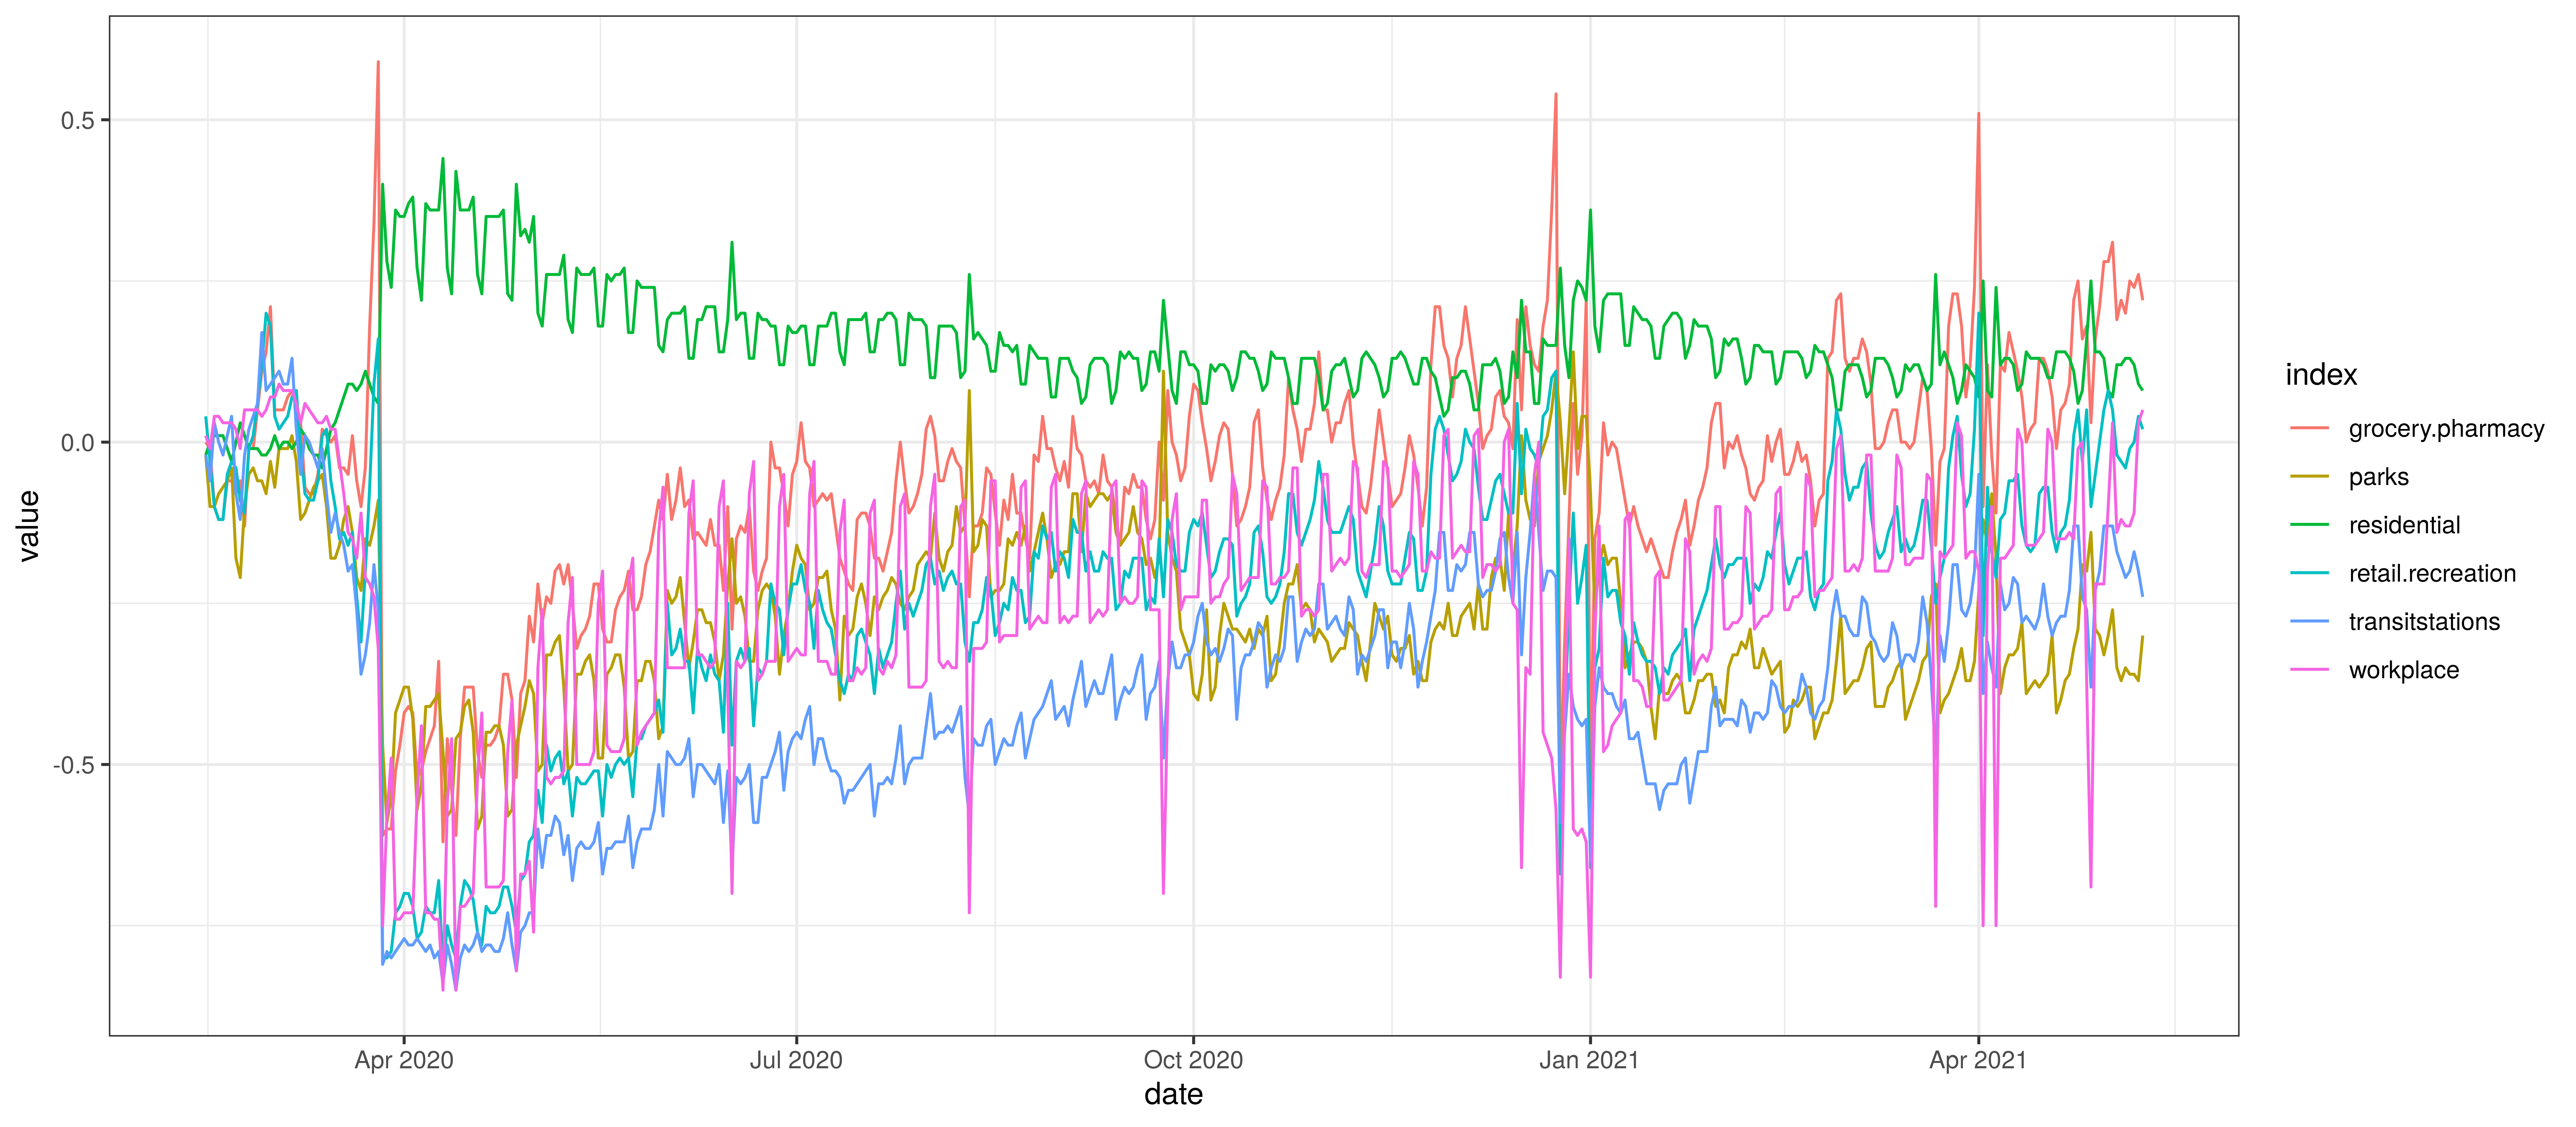 0.5
0.0
-0.5
value
Apr 2020
Jul 2020
Oct 2020
Jan 2021
Apr 2021
date
index
grocery.pharmacy
parks
residential
retail.recreation
transitstations
workplace